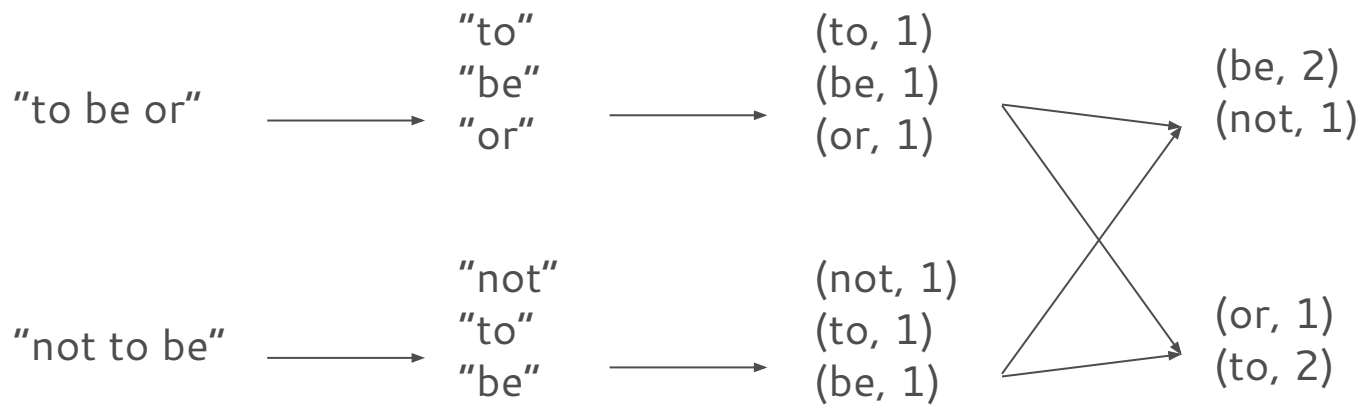 "to be or"
"to"
"be"
"or"
(to, 1)
(be, 1)
(or, 1)
(be, 2)
(not, 1)
"not to be"
"not"
"to"
"be"
(not, 1)
(to, 1)
(be, 1)
(or, 1)
(to, 2)